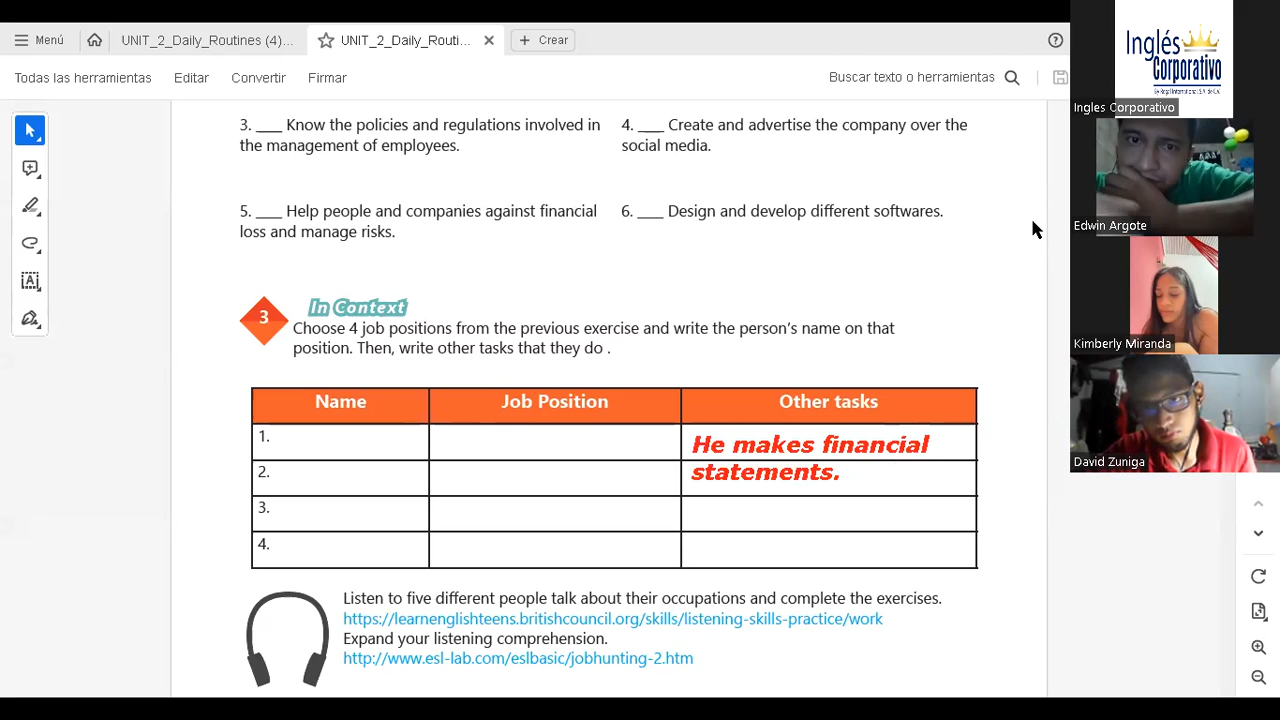 Menú
UNIT_2_Daily_Routines (4)...
UNIT_2_Daily_Routi...
Crear
Todas las herramientas
Editar
Convertir
Firmar
Buscar texto o herramientas
3. ___ Know the policies and regulations involved in
the management of employees.
4. ___ Create and advertise the company over the
social media.
5. ___ Help people and companies against financial
loss and manage risks.
6. ___ Design and develop different softwares.
3
In Context
Choose 4 job positions from the previous exercise and write the person's name on that
position. Then, write other tasks that they do .
Name
Job Position
Other tasks
1.
He makes financial
statements.
2.
3.
4.
Listen to five different people talk about their occupations and complete the exercises.
https://learnenglishteens.britishcouncil.org/skills/listening-skills-practice/work
Expand your listening comprehension.
http://www.esl-lab.com/eslbasic/jobhunting-2.htm
Inglés
Corporativo
Ingles Corporativo
Edwin Argote
Kimberly Miranda
David Zuniga